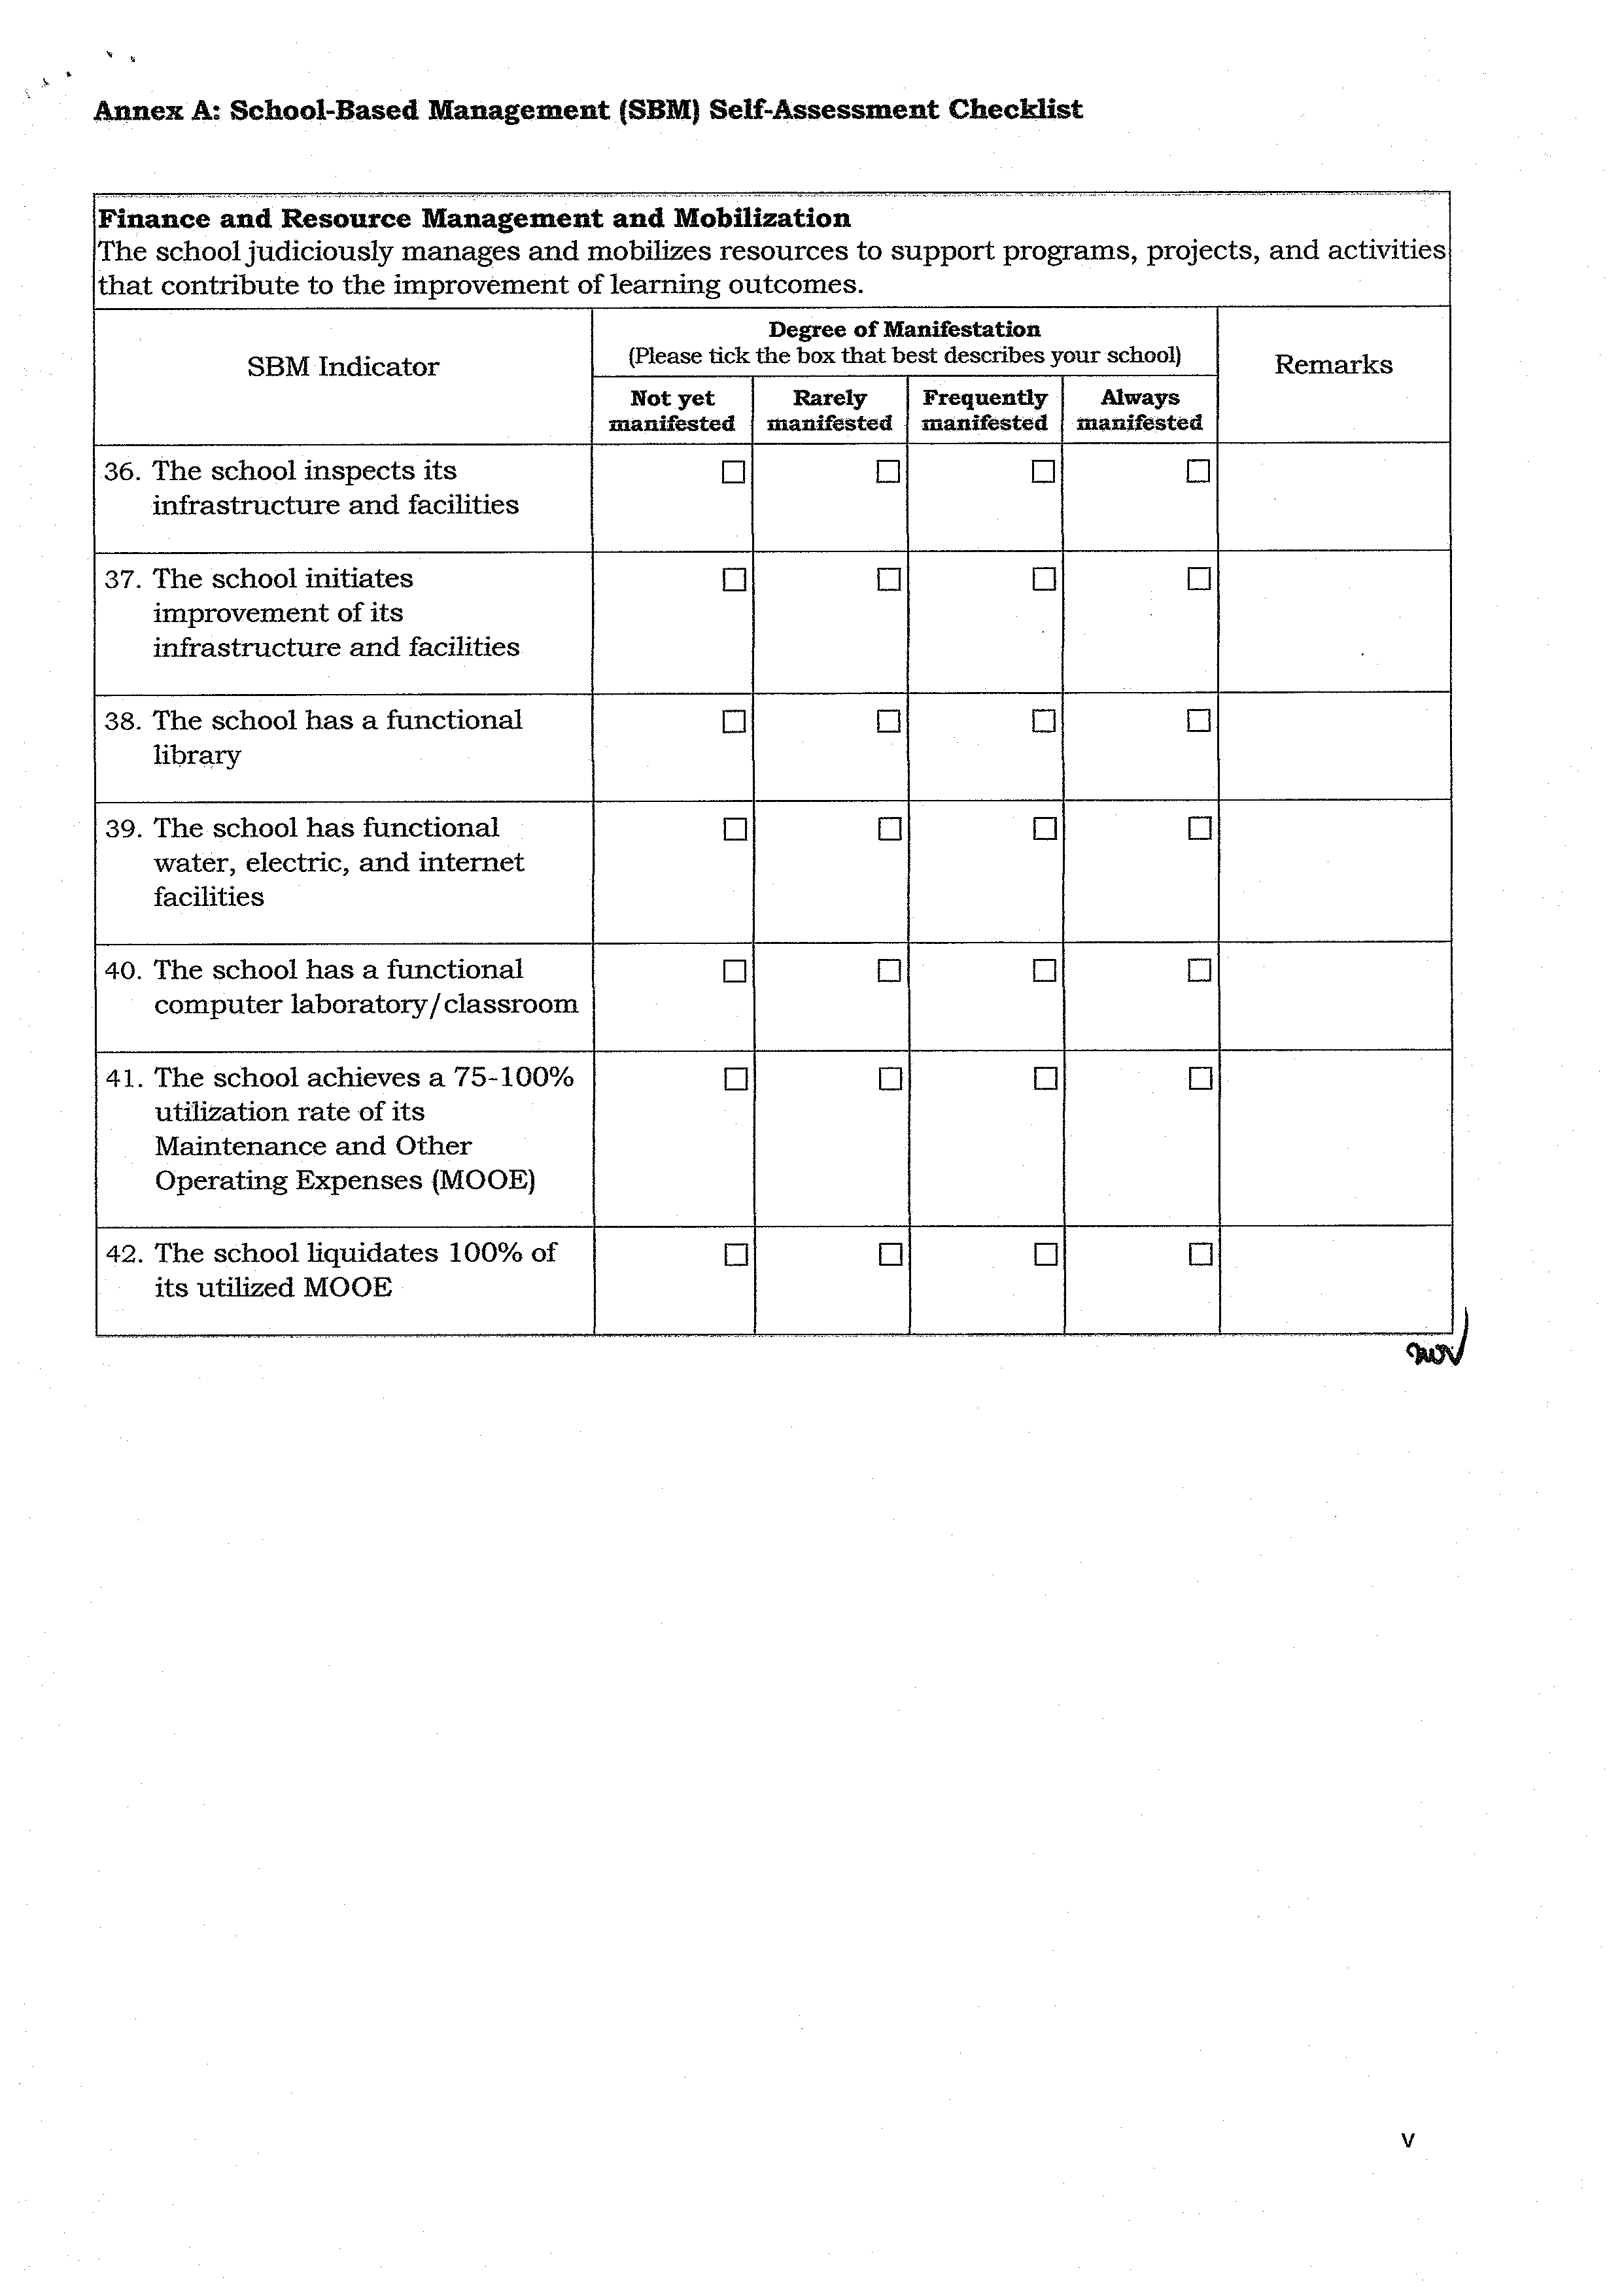 Annex A: School-Based Management (SBM) Self-Assessment Checklist
Finance and Resource Management and Mobilization
The school judiciously manages and mobilizes resources to support programs, projects, and activities
that contribute to the improvement of learning outcomes.
SBM Indicator
Degree of Manifestation
(Please tick the box that best describes your school)
Remarks
Not yet manifested
Rarely manifested
Frequently manifested
Always manifested
36. The school inspects its
infrastructure and facilities
37. The school initiates
improvement of its
infrastructure and facilities
38. The school has a functional
library
39. The school has functional
water, electric, and internet
facilities
40. The school has a functional
computer laboratory/classroom
41. The school achieves a 75-100%
utilization rate of its
Maintenance and Other
Operating Expenses (MOOE)
42. The school liquidates 100% of
its utilized MOOE
v